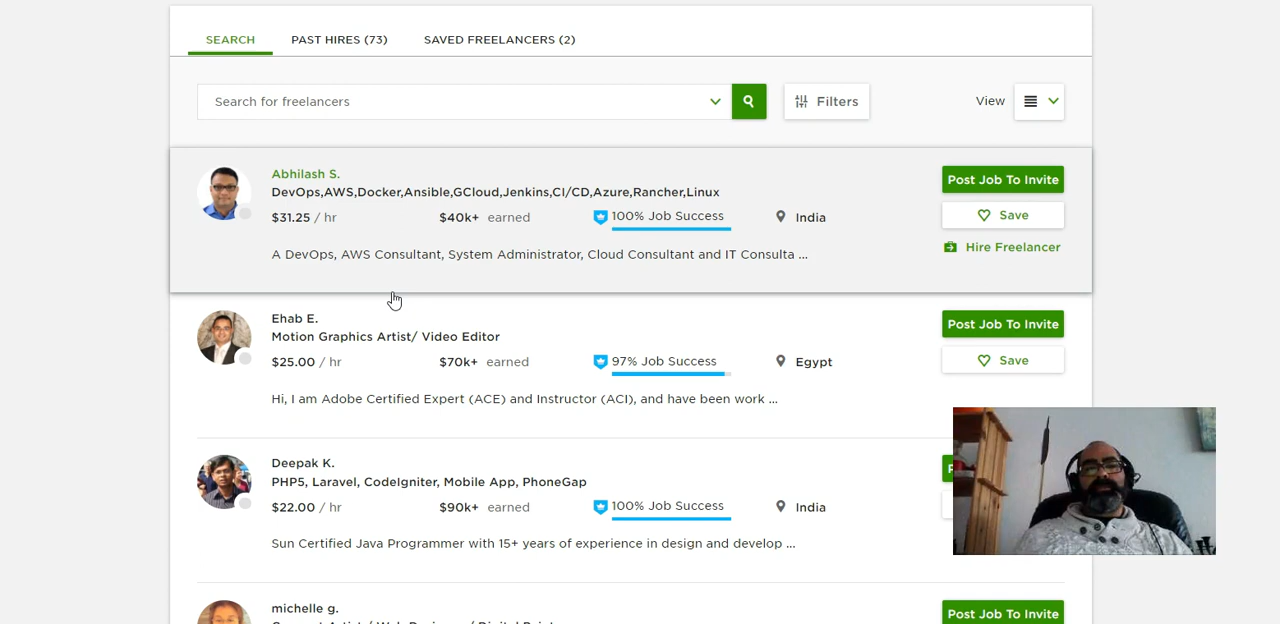 SEARCH
PAST HIRES (73)
SAVED FREELANCERS (2)
Search for freelancers
Filters
View
Abhilash S.
DevOps,AWS,Docker,Ansible,GCloud,Jenkins,CI/CD,Azure,Rancher,Linux
$31.25 / hr
$40k+ earned
100% Job Success
India
A DevOps, AWS Consultant, System Administrator, Cloud Consultant and IT Consulta ...
Post Job To Invite
Save
Hire Freelancer
Ehab E.
Motion Graphics Artist/ Video Editor
$25.00 / hr
$70k+ earned
97% Job Success
Egypt
Hi, I am Adobe Certified Expert (ACE) and Instructor (ACI), and have been work ...
Post Job To Invite
Save
Deepak K.
PHP5, Laravel, CodeIgniter, Mobile App, PhoneGap
$22.00 / hr
$90k+ earned
100% Job Success
India
Sun Certified Java Programmer with 15+ years of experience in design and develop ...
michelle g.
Post Job To Invite